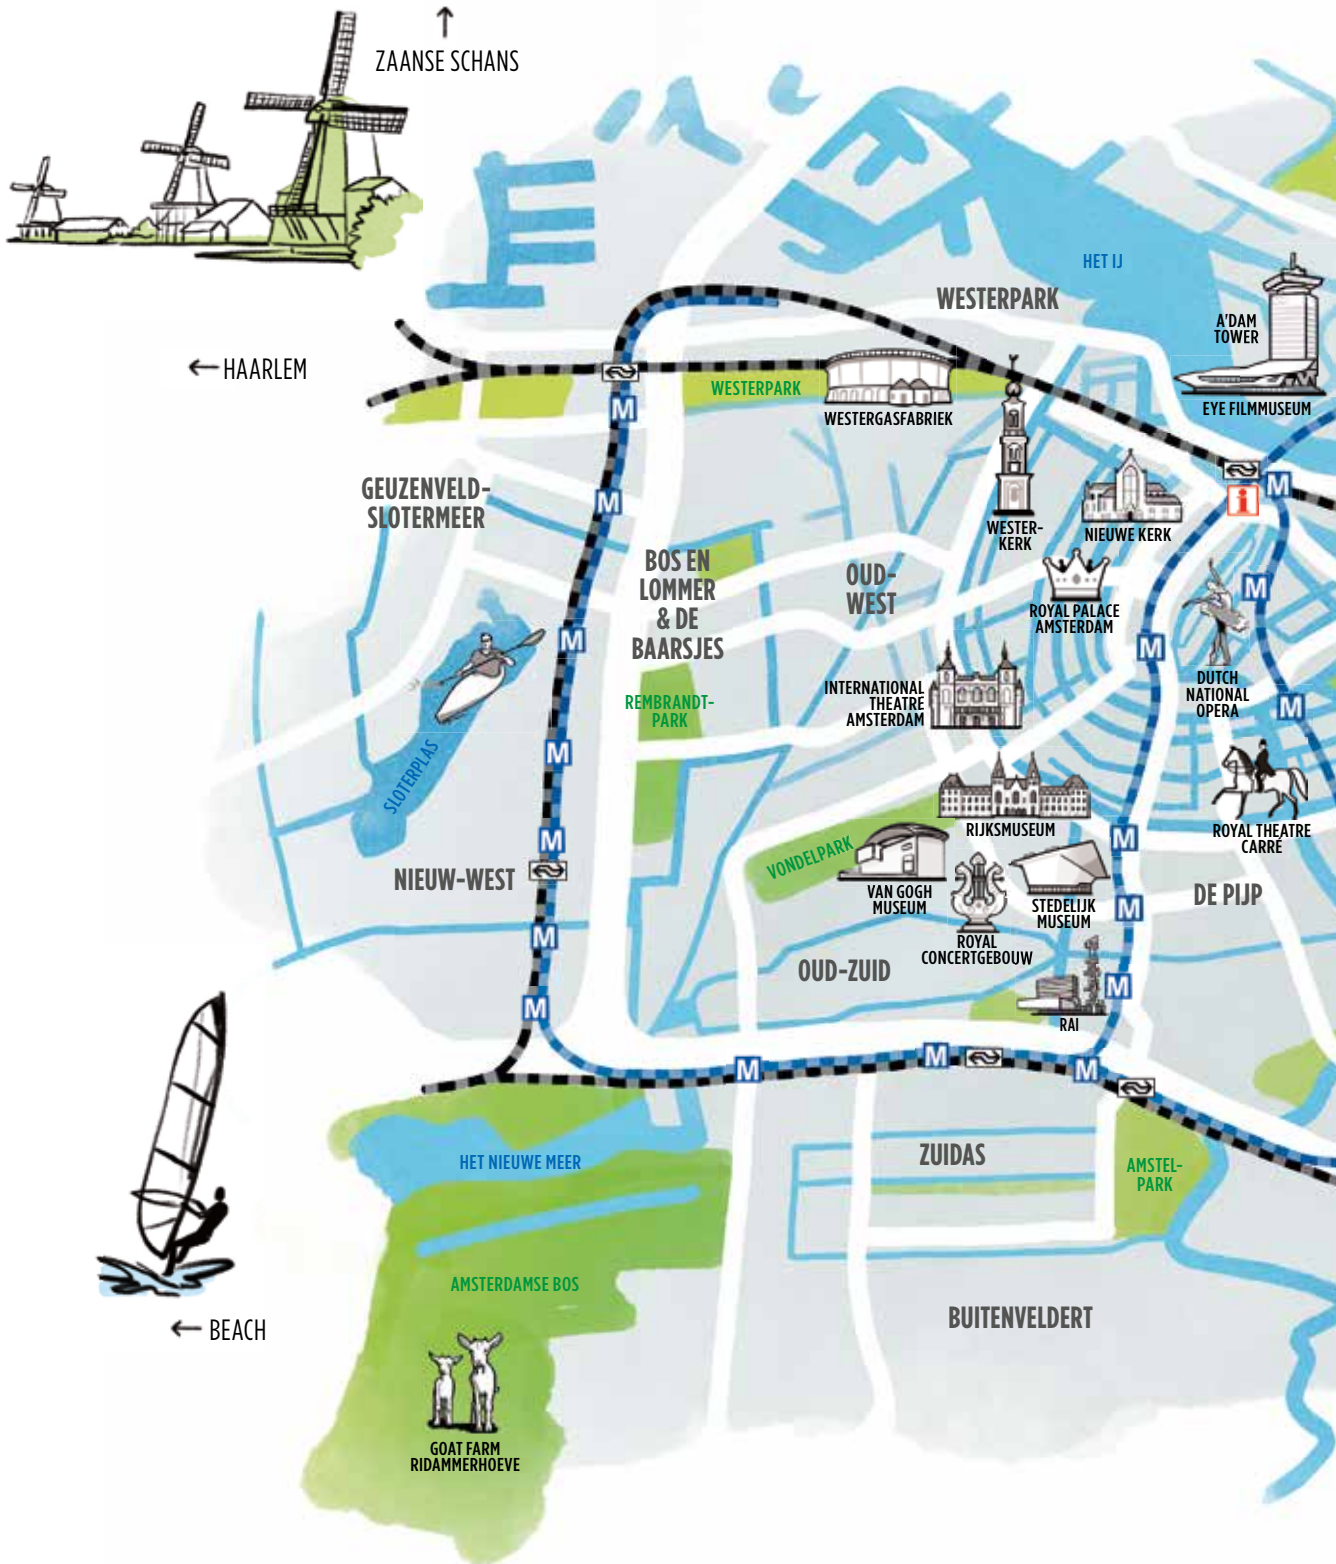 ZAANSE SCHANS
HET IJ
WESTERPARK
A'DAM
TOWER
HAARLEM
WESTERPARK
EYE FILMMUSEUM
WESTERGASFABRIEK
M
GEUZENVELD-
SLOTERMEER
M
i
M
WESTER-
KERK
NIEUWE KERK
BOS EN
LOMMER
& DE
BAARSJES
OUD-
WEST
ROYAL PALACE
AMSTERDAM
M
M
M
DUTCH
NATIONAL
OPERA
INTERNATIONAL
THEATRE
AMSTERDAM
REMBRANDT-
PARK
M
M
SLOTERPLAS
RIJKSMUSEUM
ROYAL THEATRE
CARRÉ
M
M
VONDELPARK
NIEUW-WEST
VAN GOGH
MUSEUM
STEDELIJK
MUSEUM
DE PIJP
M
M
ROYAL
CONCERTGEBOUW
OUD-ZUID
M
M
RAI
M
M
M
HET NIEUWE MEER
ZUIDAS
AMSTEL-
PARK
AMSTERDAMSE BOS
BEACH
BUITENVELDERT
GOAT FARM
RIDAMMERHOEVE